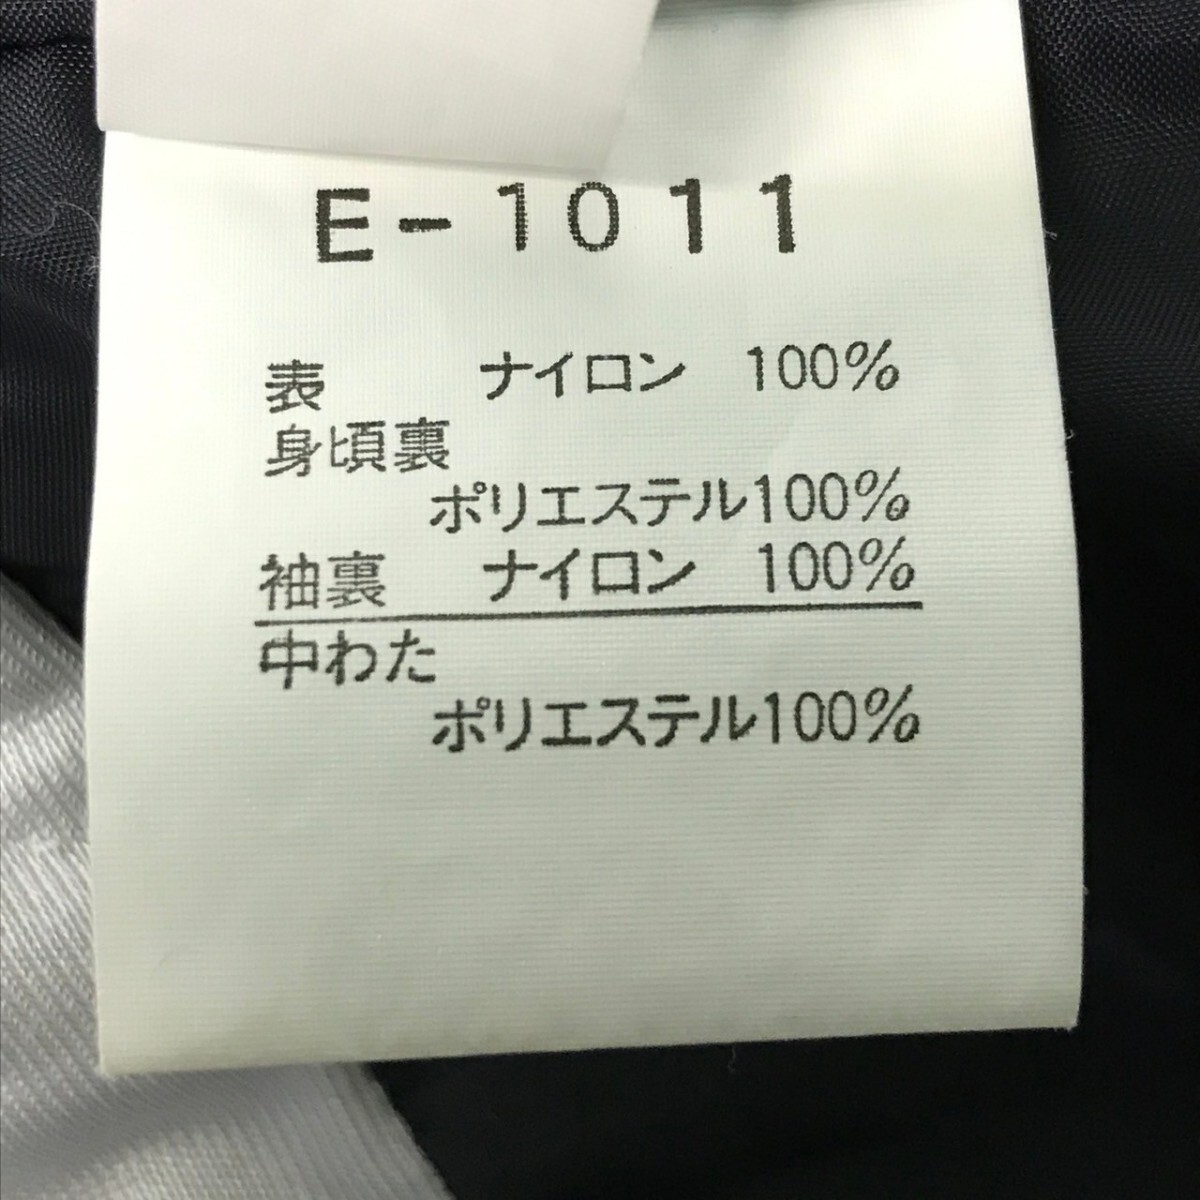 E-1011
表 ナイロン 100%
身頃裏
ポリエステル100%
袖裏 ナイロン 100%
中わた
ポリエステル100%